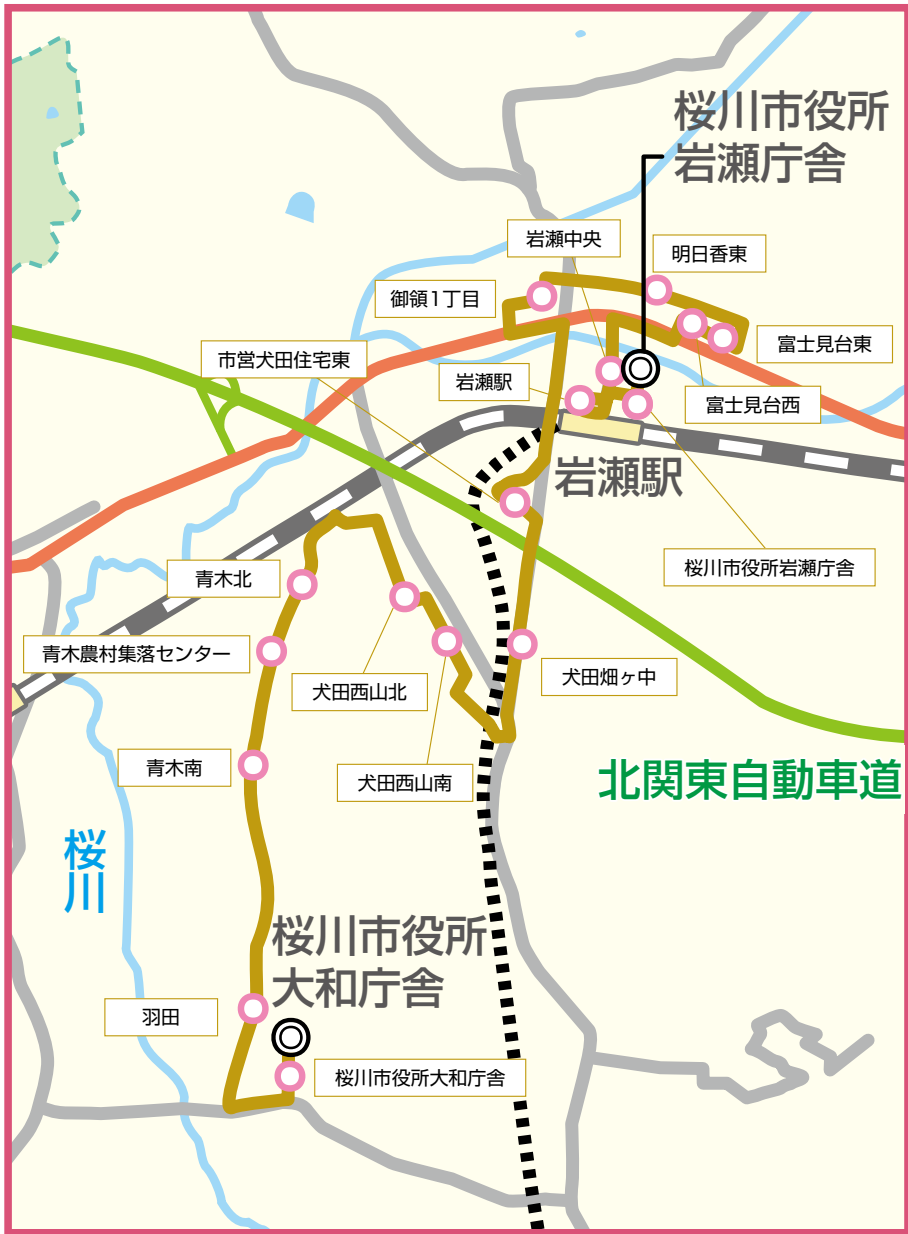 桜川市役所
岩瀬庁舎
岩瀬中央
明日香東
御領1丁目
富士見台東
市営犬田住宅東
岩瀬駅
富士見台西
岩瀬駅
桜川市役所岩瀬庁舎
青木北
青木農村集落センター
犬田西山北
犬田畑ヶ中
青木南
犬田西山南
北関東自動車道
桜川
桜川市役所
大和庁舎
羽田
桜川市役所大和庁舎